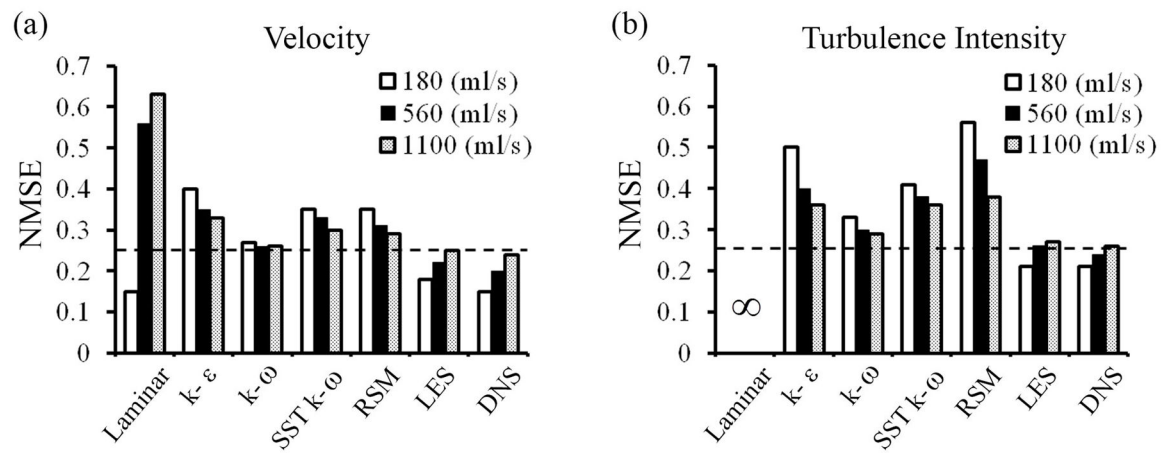 (a)
Velocity
NMSE
0.7
0.6
0.5
0.4
0.3
0.2
0.1
0
180 (ml/s)
560 (ml/s)
1100 (ml/s)
Laminar
k- ε
k- ω
SST k- ω
RSM
LES
DNS
(b)
Turbulence Intensity
NMSE
0.7
0.6
0.5
0.4
0.3
0.2
0.1
0
180 (ml/s)
560 (ml/s)
1100 (ml/s)
∞
Laminar
k- ε
k- ω
SST k- ω
RSM
LES
DNS